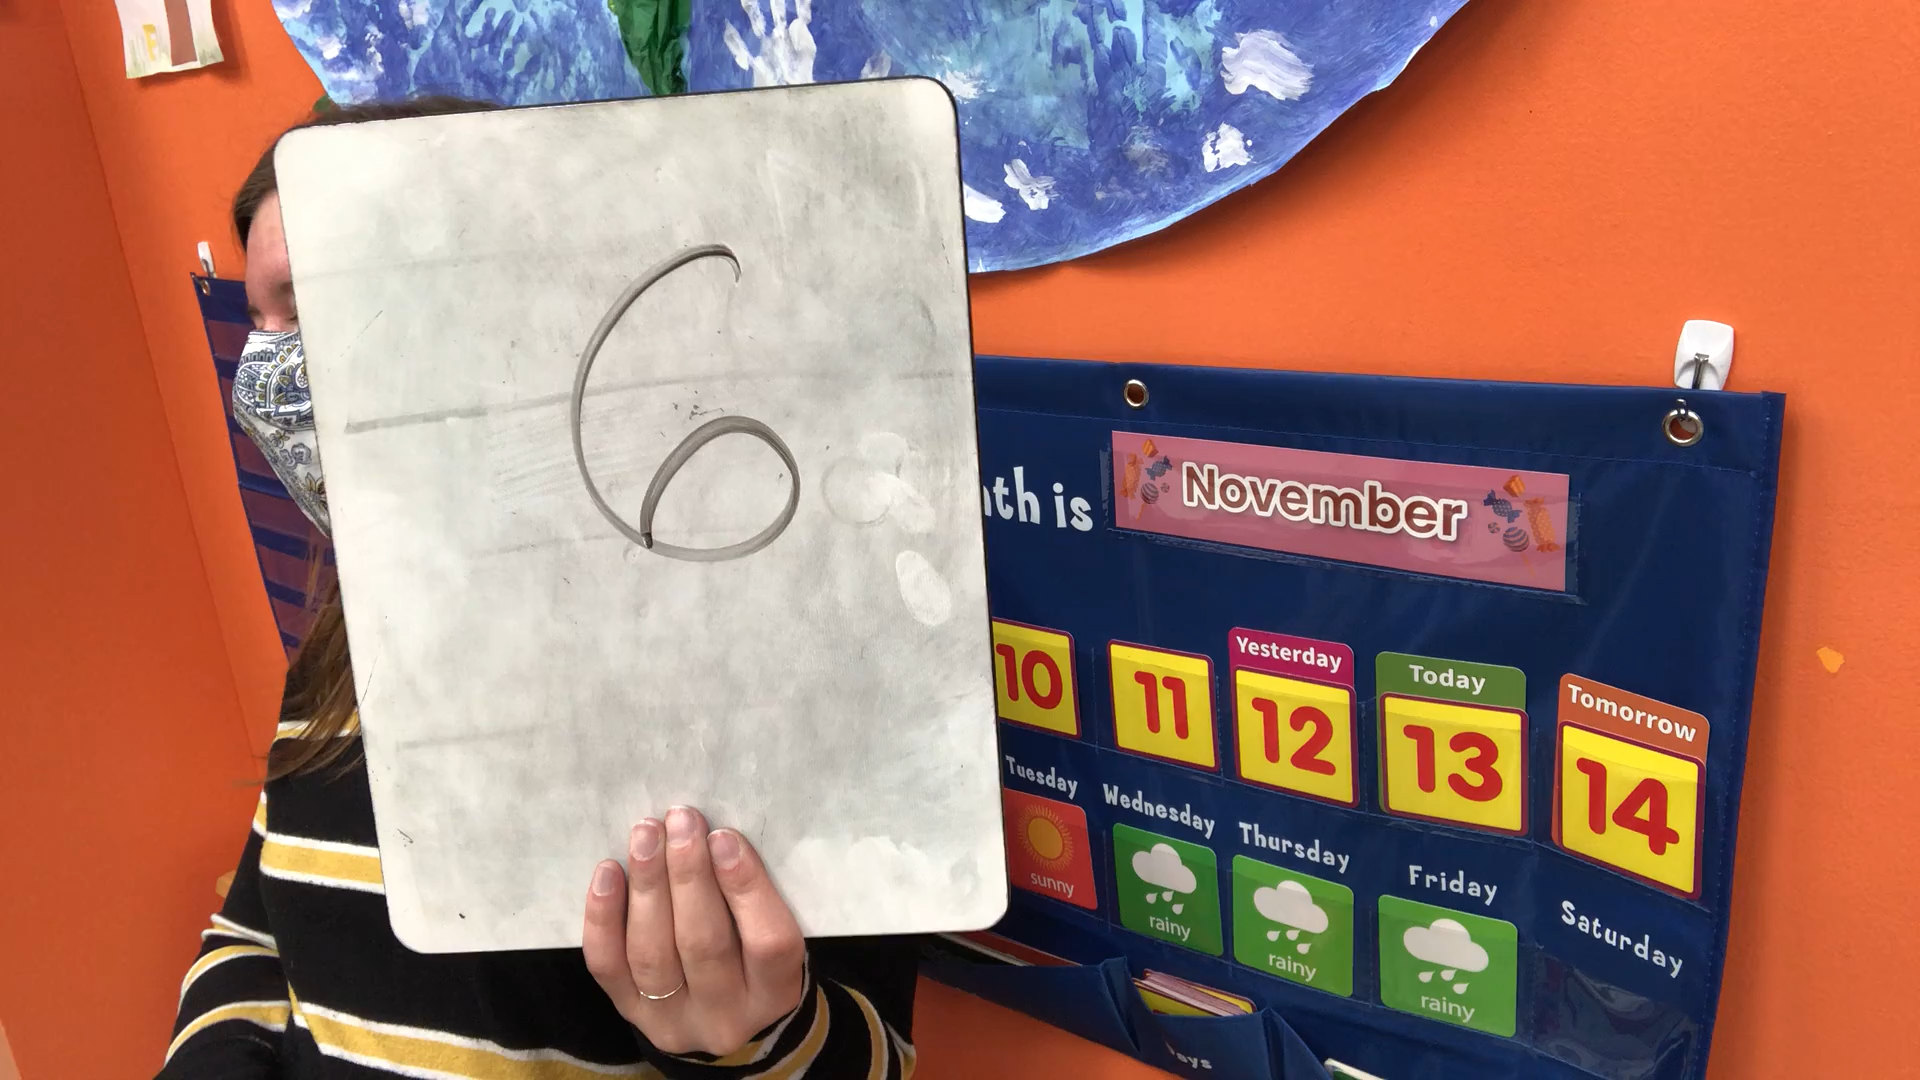 6
nth is November
Yesterday Today Tomorrow
10 11 12 13 14
Tuesday Wednesday Thursday Friday Saturday
sunny rainy rainy rainy
ays